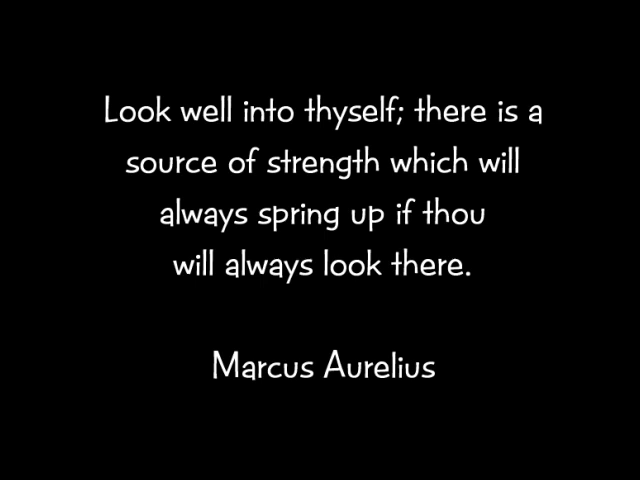 Look well into thyself; there is a
source of strength which will
always spring up if thou
will always look there.
Marcus Aurelius